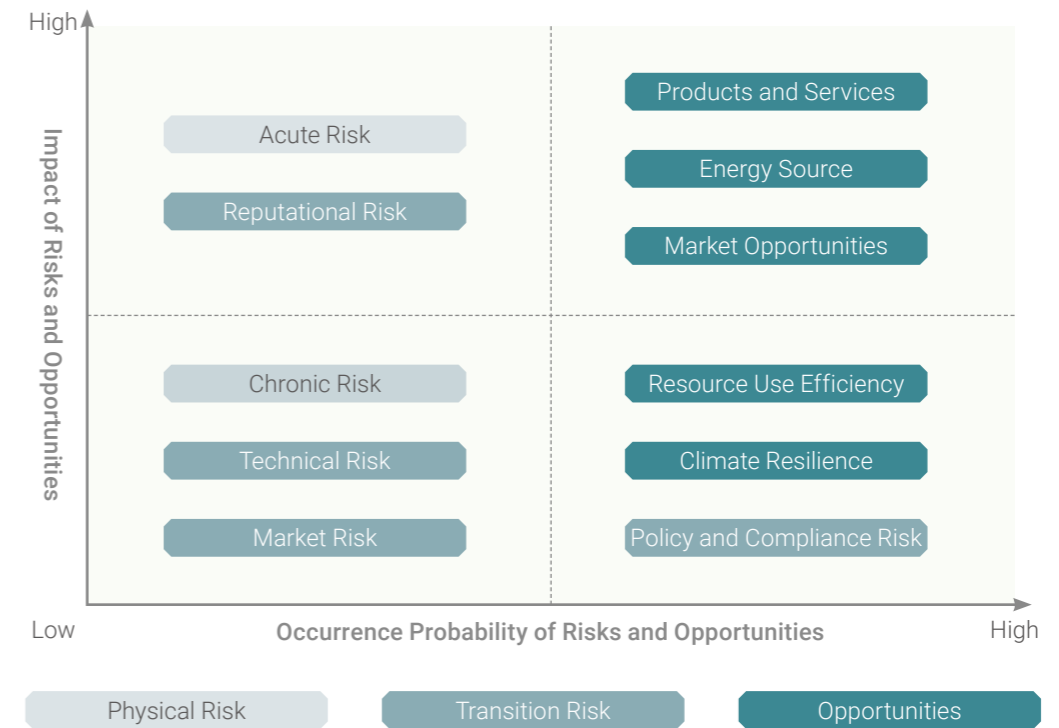 High
Impact of Risks and Opportunities
Acute Risk
Reputational Risk
Products and Services
Energy Source
Market Opportunities
Chronic Risk
Technical Risk
Market Risk
Resource Use Efficiency
Climate Resilience
Policy and Compliance Risk
Low
Occurrence Probability of Risks and Opportunities
High
Physical Risk
Transition Risk
Opportunities